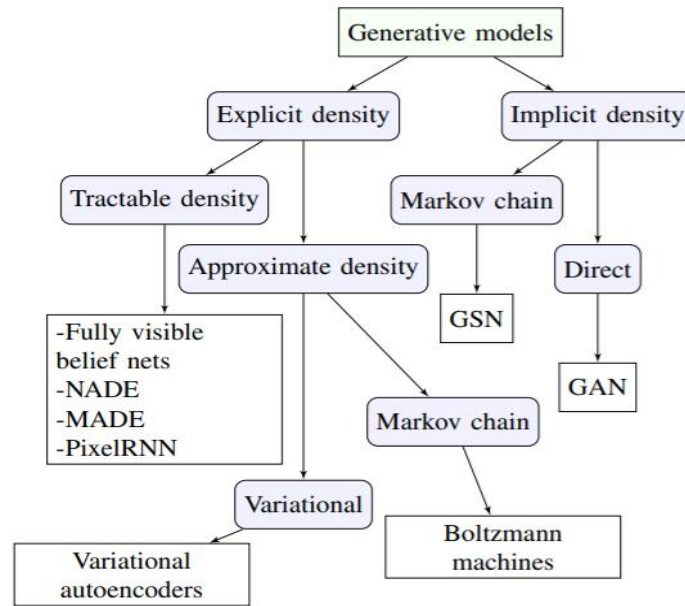 Generative models
Explicit density
Implicit density
Tractable density
Markov chain
Approximate density
Direct
GSN
-Fully visible
belief nets
-NADE
-MADE
-PixelRNN
GAN
Markov chain
Variational
Boltzmann
machines
Variational
autoencoders